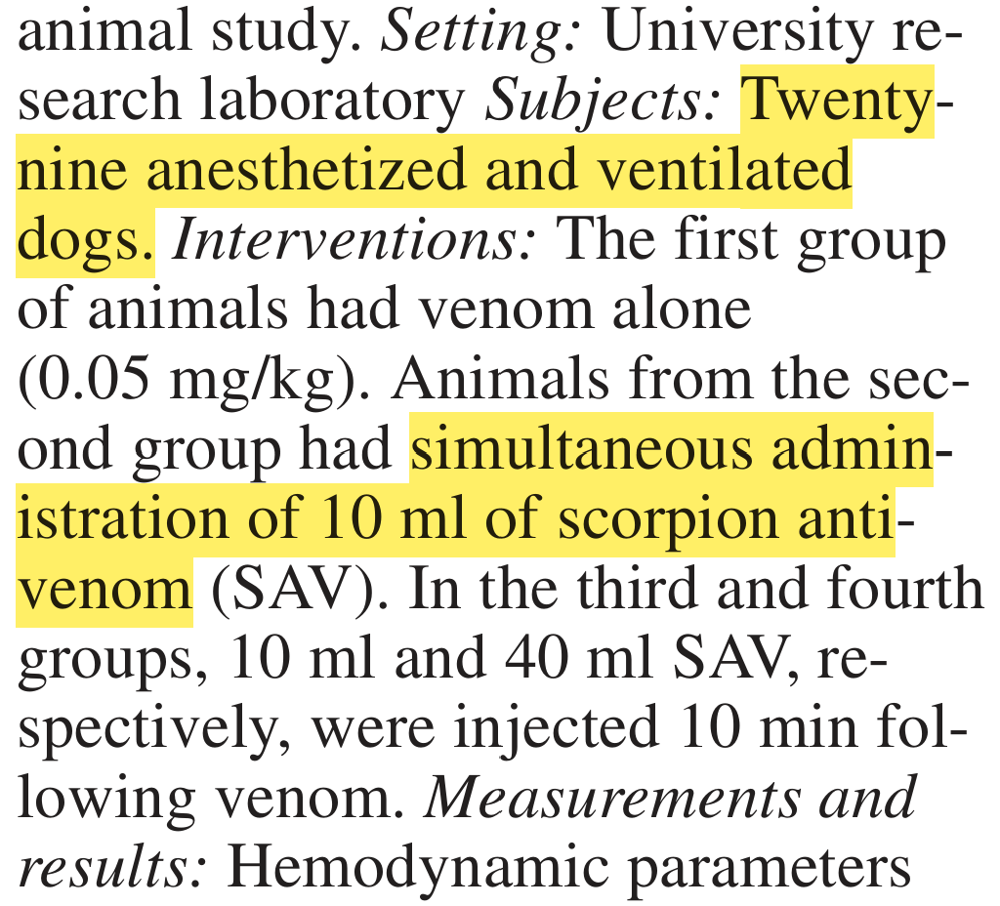 animal study. Setting: University re-
search laboratory Subjects: Twenty-
nine anesthetized and ventilated
dogs. Interventions: The first group
of animals had venom alone
(0.05 mg/kg). Animals from the sec-
ond group had simultaneous admin-
istration of 10 ml of scorpion anti-
venom (SAV). In the third and fourth
groups, 10 ml and 40 ml SAV, re-
spectively, were injected 10 min fol-
lowing venom. Measurements and
results: Hemodynamic parameters